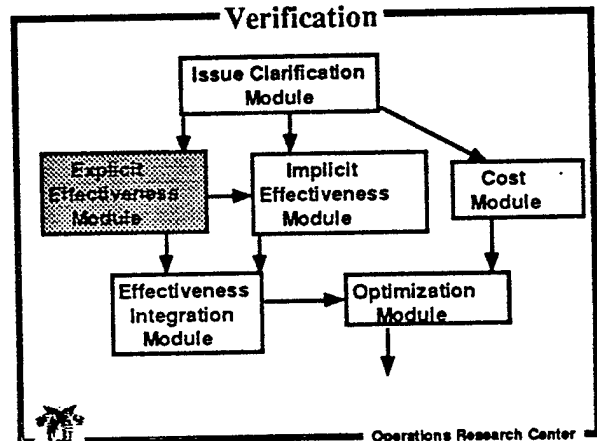 Verification
Issue Clarification
Module
Explicit
Effectiveness
Module
Implicit
Effectiveness
Module
Cost
Module
Effectiveness
Integration
Module
Optimization
Module
Operations Research Center